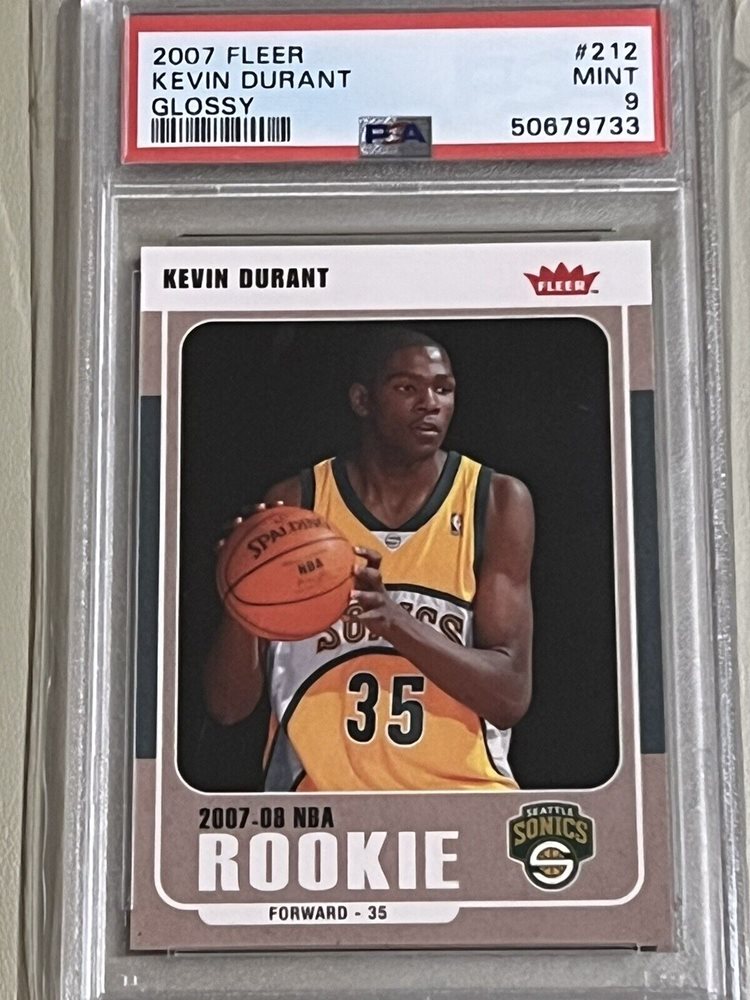 2007 FLEER #212
KEVIN DURANT MINT
GLOSSY 9
PSA 50679733
KEVIN DURANT FLEER
SPALDING
NBA
SONICS
35
2007-08 NBA
ROOKIE
SEATTLE
SONICS
FORWARD - 35